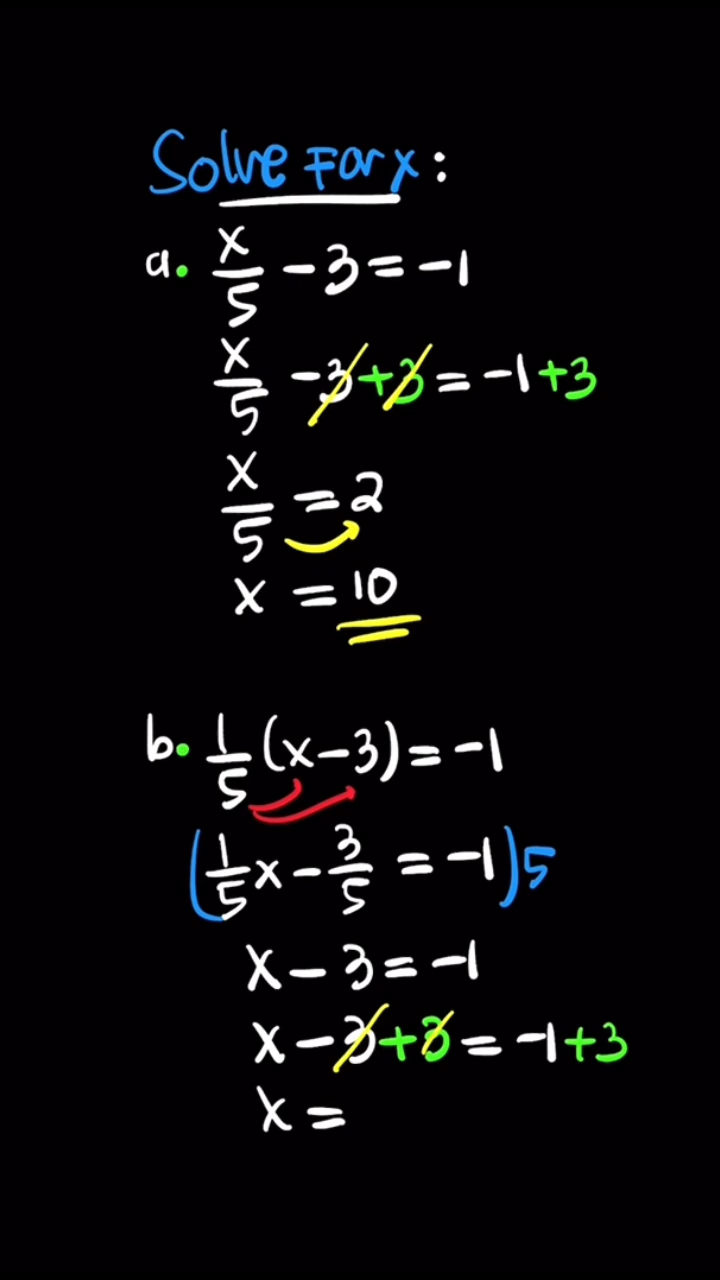 Solve For x:
a. x/5 - 3 = -1
x/5 - 3 + 3 = -1 + 3
x/5 = 2
x = 10
b. 1/5 (x - 3) = -1
(1/5 x - 3/5 = -1) 5
x - 3 = -1
x - 3 + 3 = -1 + 3
x =